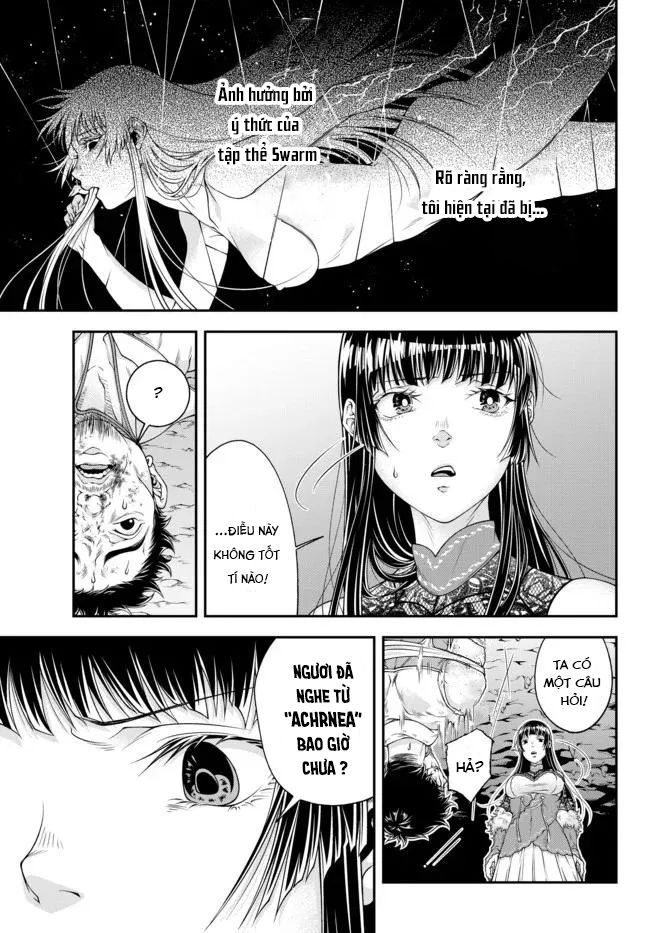 Rõ ràng rằng,
tôi hiện tại đã bị...
Ảnh hưởng bởi
ý thức của
tập thể Swarm
...ĐIỀU NÀY
KHÔNG TỐT
TÍ NÀO!
?
TA CÓ
MỘT CÂU
HỎI!
HẢ?
NGƯƠI ĐÃ
NGHE TỪ
"ACHRNEA"
BAO GIỜ
CHƯA ?